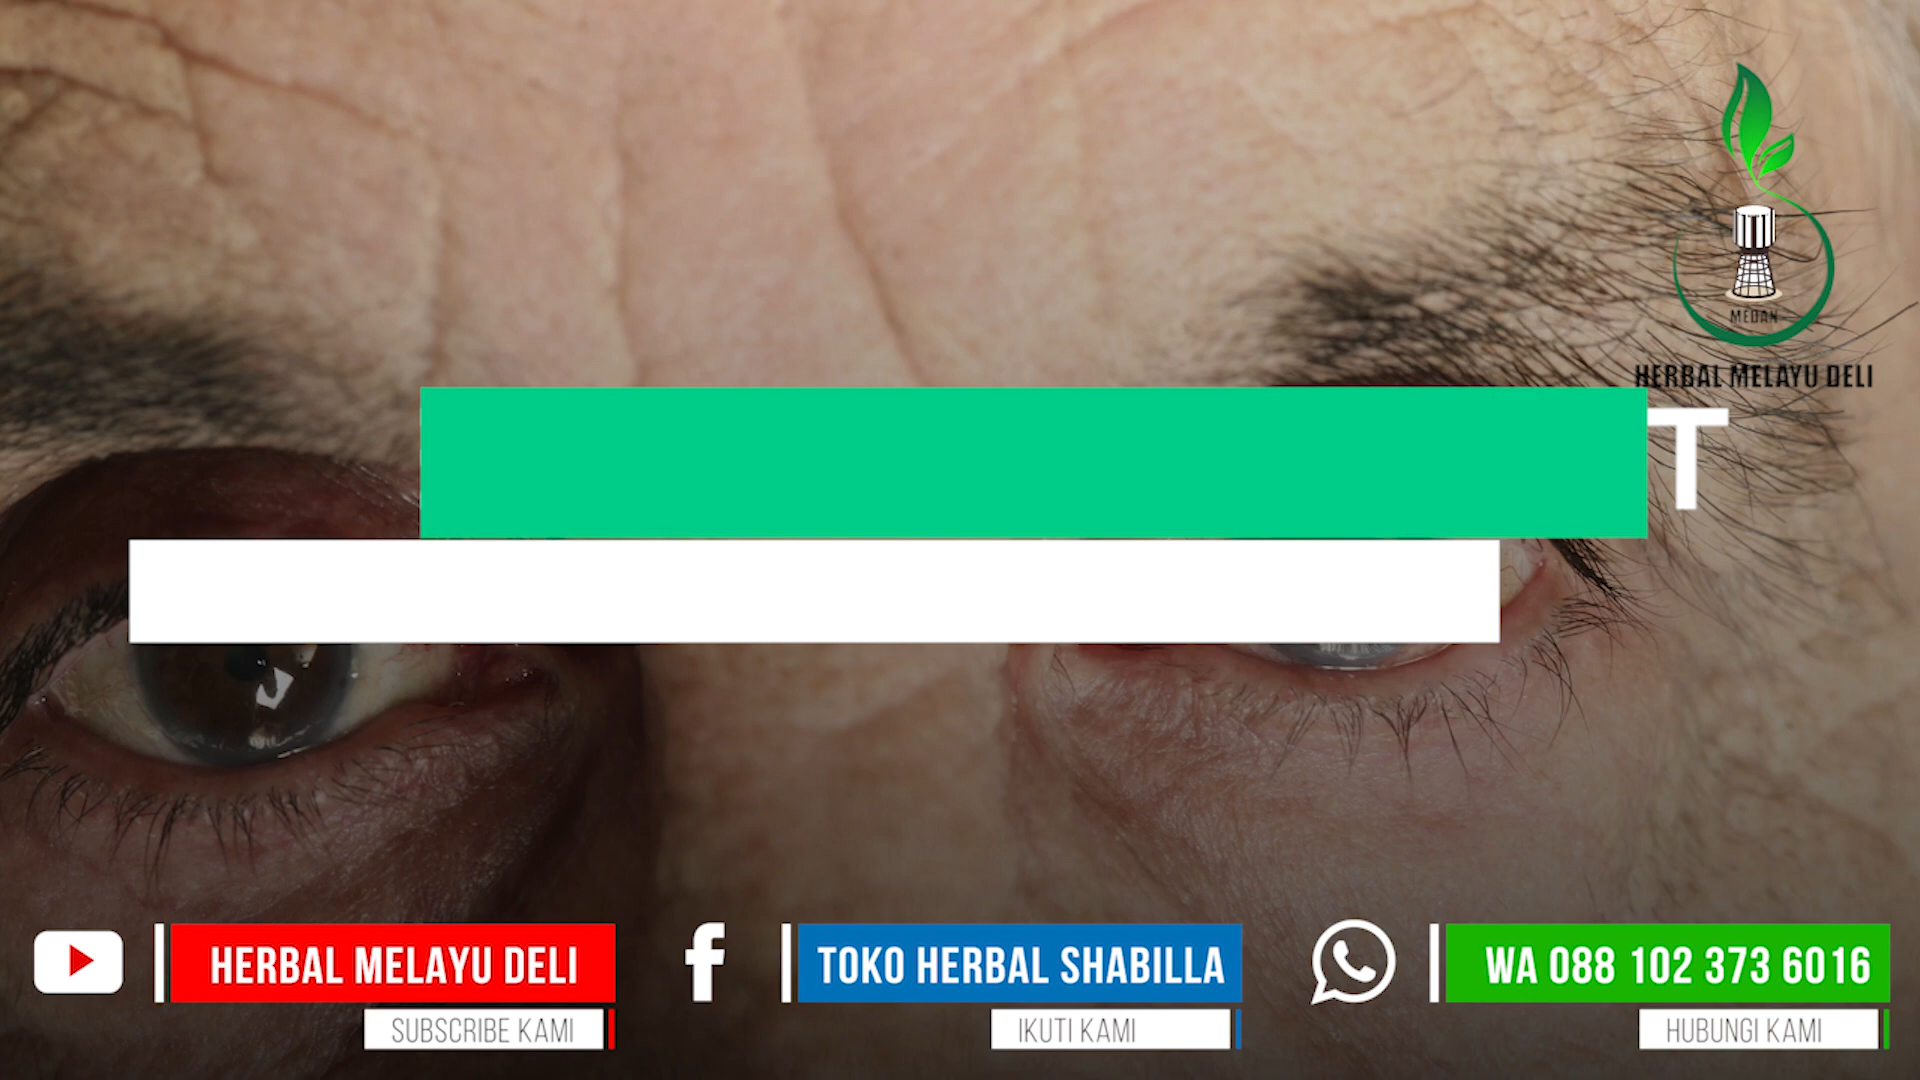 MEDAN
HERBAL MELAYU DELI
T
HERBAL MELAYU DELI
SUBSCRIBE KAMI
TOKO HERBAL SHABILLA
IKUTI KAMI
WA 088 102 373 6016
HUBUNGI KAMI